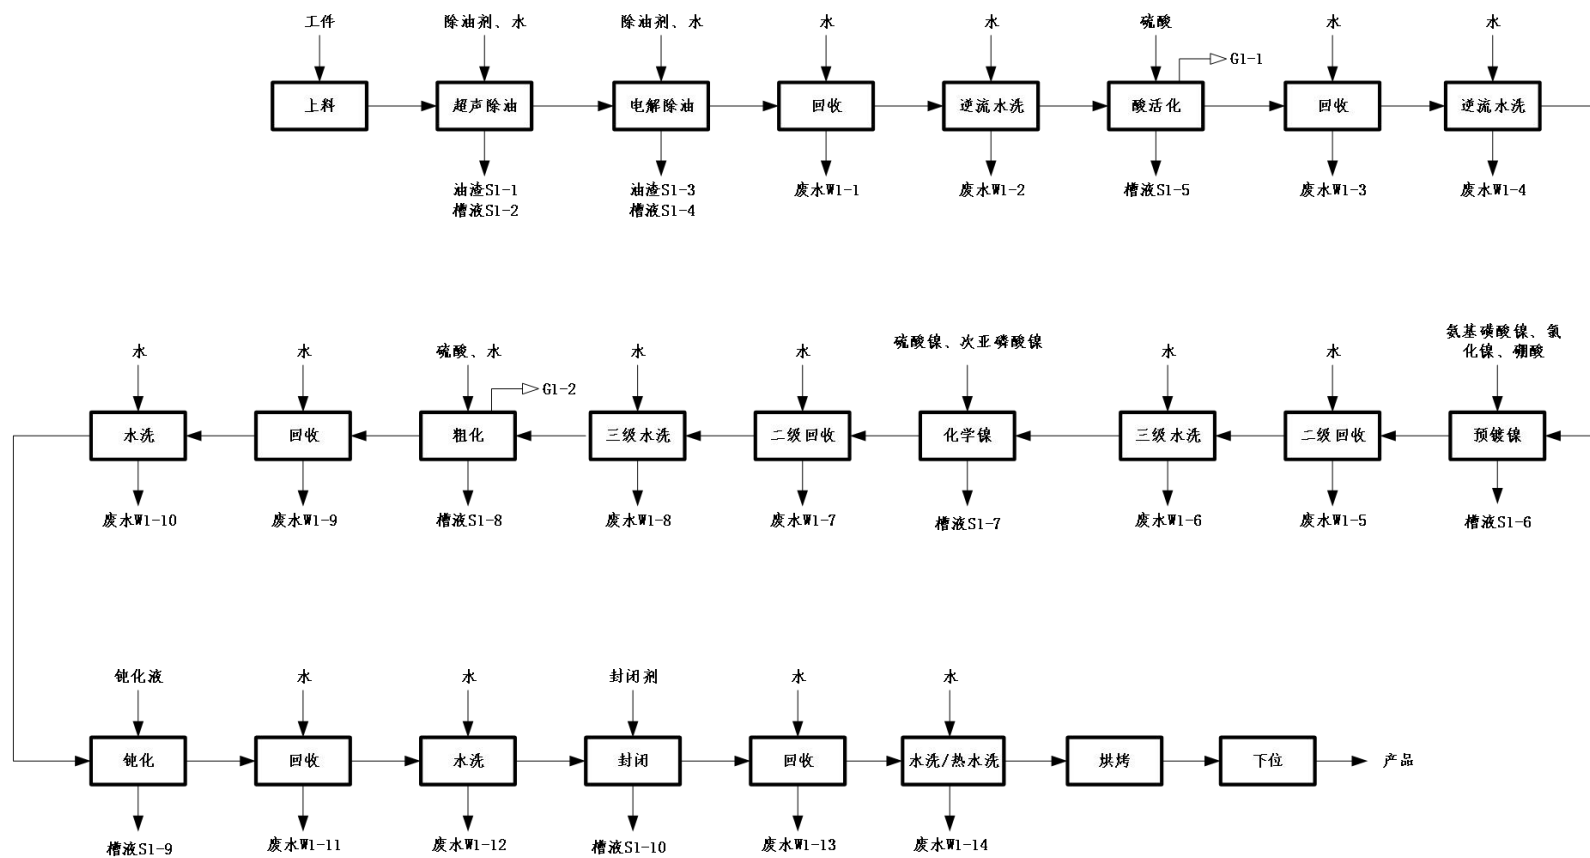 工件
除油剂、水
除油剂、水
水
水
硫酸
水
水
G1-1
上料
超声除油
电解除油
回收
逆流水洗
酸活化
回收
逆流水洗
油渣S1-1
槽液S1-2
油渣S1-3
槽液S1-4
废水W1-1
废水W1-2
槽液S1-5
废水W1-3
废水W1-4
水
水
硫酸、水
水
水
硫酸镍、次亚磷酸镍
水
水
氨基磺酸镍、氯
化镍、硼酸
G1-2
水洗
回收
粗化
三级水洗
二级回收
化学镍
三级水洗
二级回收
预镀镍
废水W1-10
废水W1-9
槽液S1-8
废水W1-8
废水W1-7
槽液S1-7
废水W1-6
废水W1-5
槽液S1-6
钝化液
水
水
封闭剂
水
水
钝化
回收
水洗
封闭
回收
水洗/热水洗
烘烤
下位
产品
槽液S1-9
废水W1-11
废水W1-12
槽液S1-10
废水W1-13
废水W1-14